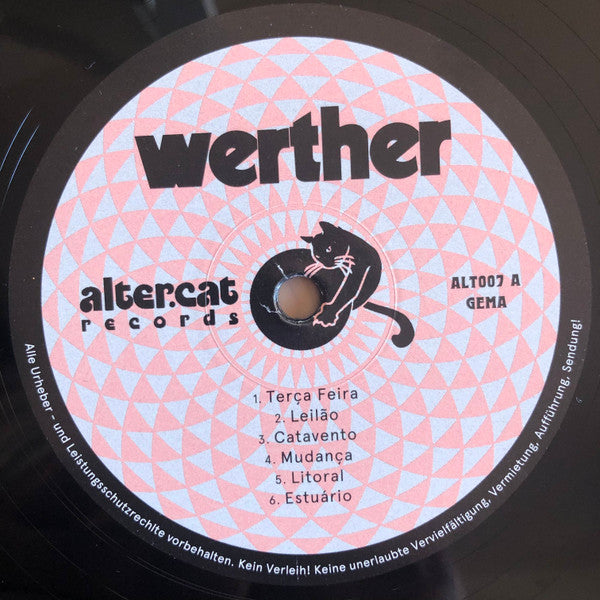 werther
alter.cat
records
ALT007 A
GEMA
1. Terça Feira
2. Leilão
3. Catavento
4. Mudança
5. Litoral
6. Estuário
Alle Urheber - und Leistungsschutzrechlte vorbehalten. Kein Verleih! Keine unerlaubte Vervielfältigung, Vermietung, Aufführung, Sendung!